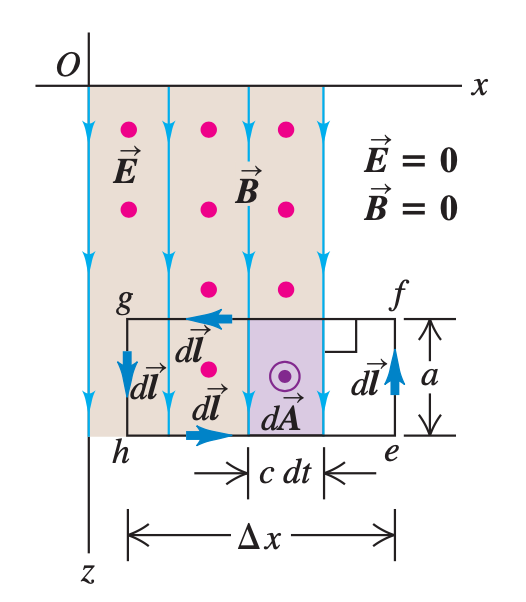 O
x
E⃗
B⃗
E⃗ = 0
B⃗ = 0
g
f
dl⃗
dl⃗
dl⃗
dl⃗
a
dA⃗
h
e
c dt
Δx
z